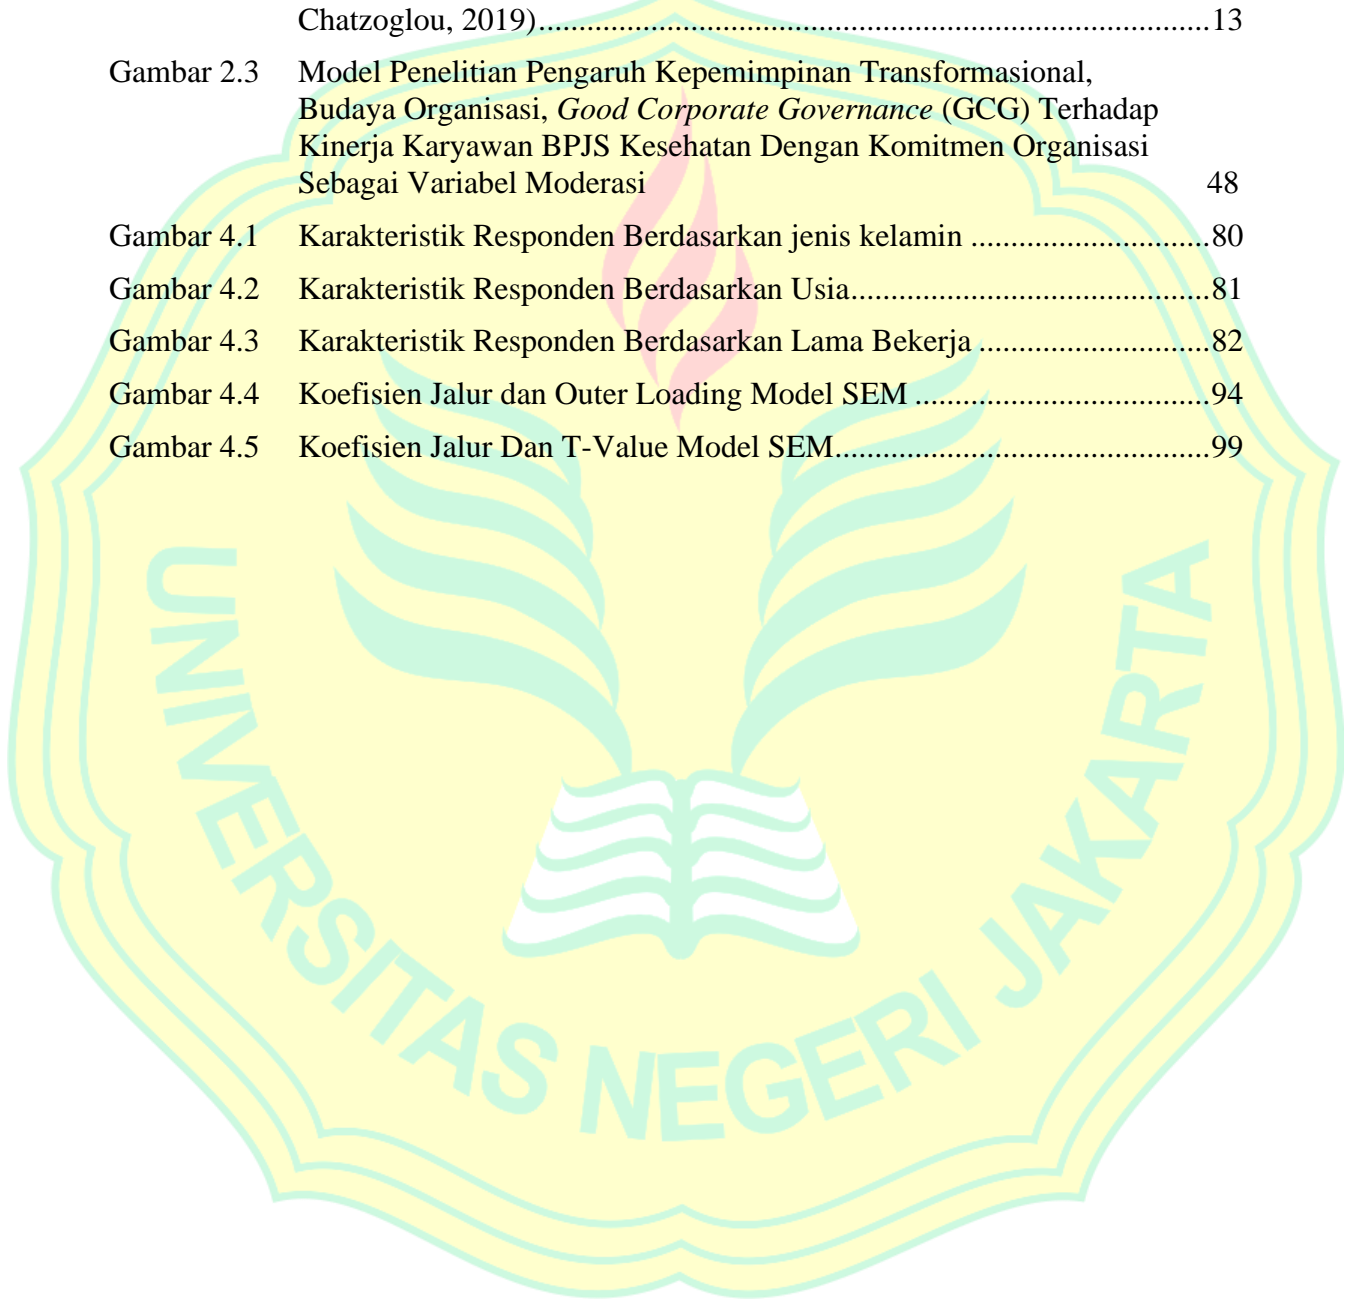 Chatzoglou, 2019)....................................................................................13
Gambar 2.3 Model Penelitian Pengaruh Kepemimpinan Transformasional,
Budaya Organisasi, Good Corporate Governance (GCG) Terhadap
Kinerja Karyawan BPJS Kesehatan Dengan Komitmen Organisasi
Sebagai Variabel Moderasi 48
Gambar 4.1 Karakteristik Responden Berdasarkan jenis kelamin ..............................80
Gambar 4.2 Karakteristik Responden Berdasarkan Usia.............................................81
Gambar 4.3 Karakteristik Responden Berdasarkan Lama Bekerja .............................82
Gambar 4.4 Koefisien Jalur dan Outer Loading Model SEM .....................................94
Gambar 4.5 Koefisien Jalur Dan T-Value Model SEM...............................................99
UNIVERSITAS NEGERI JAKARTA